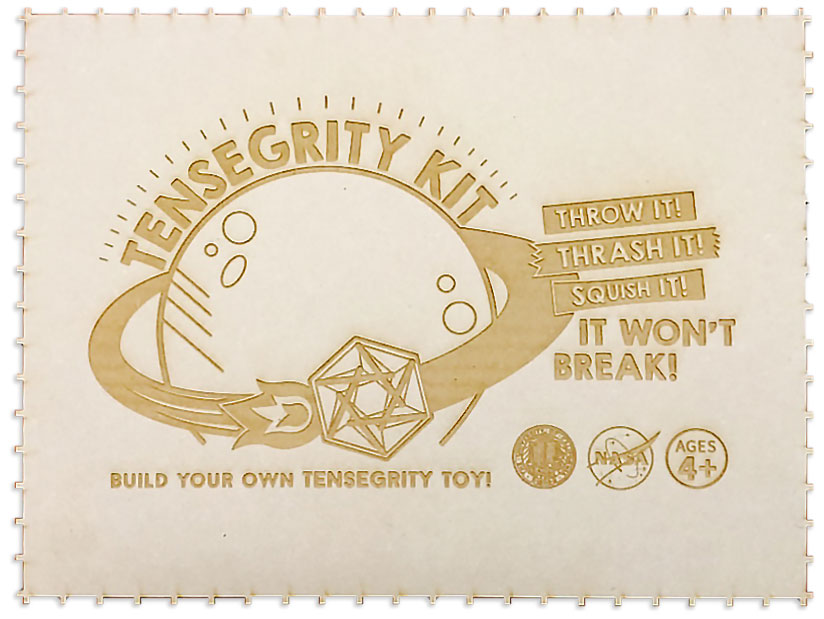 TENSEGRITY KIT
THROW IT!
THRASH IT!
SQUISH IT!
IT WON'T
BREAK!
NASA
AGES
4+
BUILD YOUR OWN TENSEGRITY TOY!